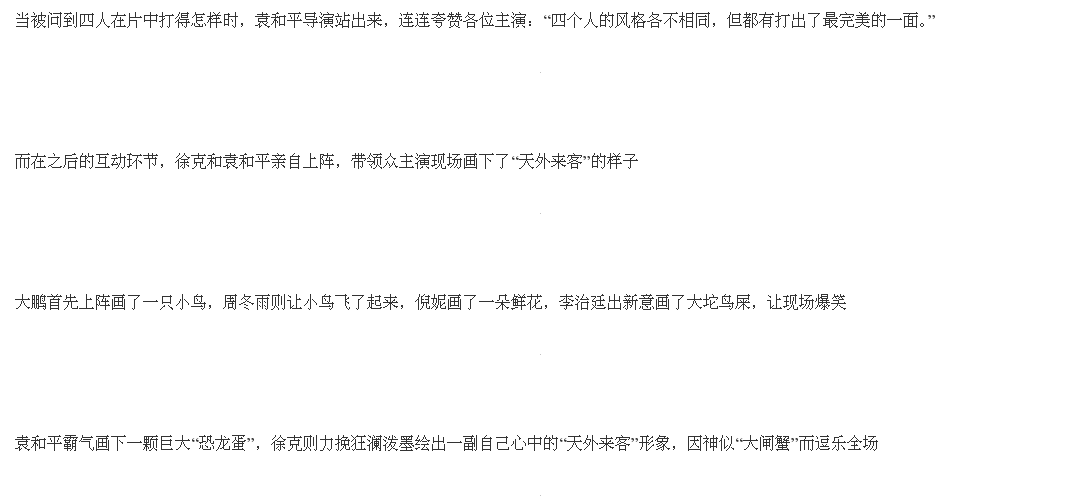 当被问到四人在片中打得怎样时，袁和平导演站出来，连连夸赞各位主演：“四个人的风格各不相同，但都有打出了最完美的一面。”
而在之后的互动环节，徐克和袁和平亲自上阵，带领众主演现场画下了“天外来客”的样子
大鹏首先上阵画了一只小鸟，周冬雨则让小鸟飞了起来，倪妮画了一朵鲜花，李治廷出新意画了大坨鸟屎，让现场爆笑
袁和平霸气画下一颗巨大“恐龙蛋”，徐克则力挽狂澜泼墨绘出一副自己心中的“天外来客”形象，因神似“大闸蟹”而逗乐全场